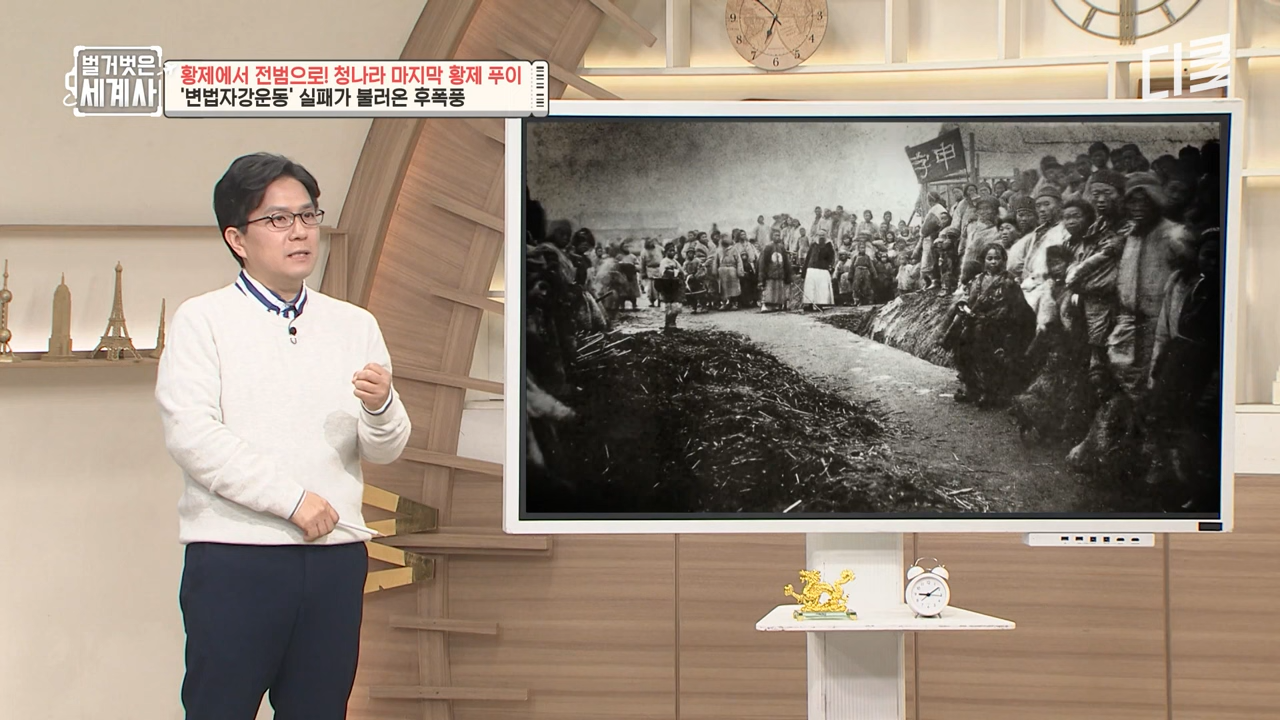 벌거벗은
세계사
황제에서 전범으로! 청나라 마지막 황제 푸이
'변법자강운동' 실패가 불러온 후폭풍
디클
字申